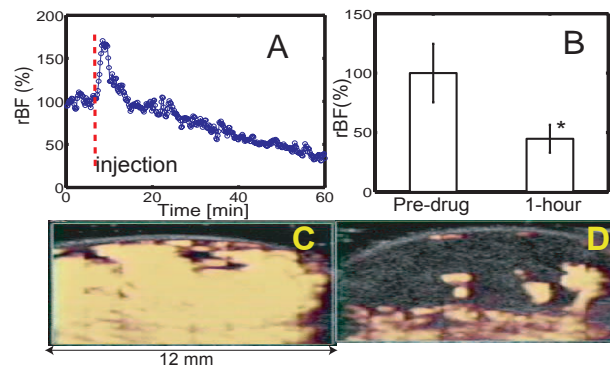 200
150
100
50
0
rBF (%)
A
injection
0
20
40
60
Time [min]
150
100
50
0
rBF(%)
B
*
Pre-drug
1-hour
C
D
12 mm